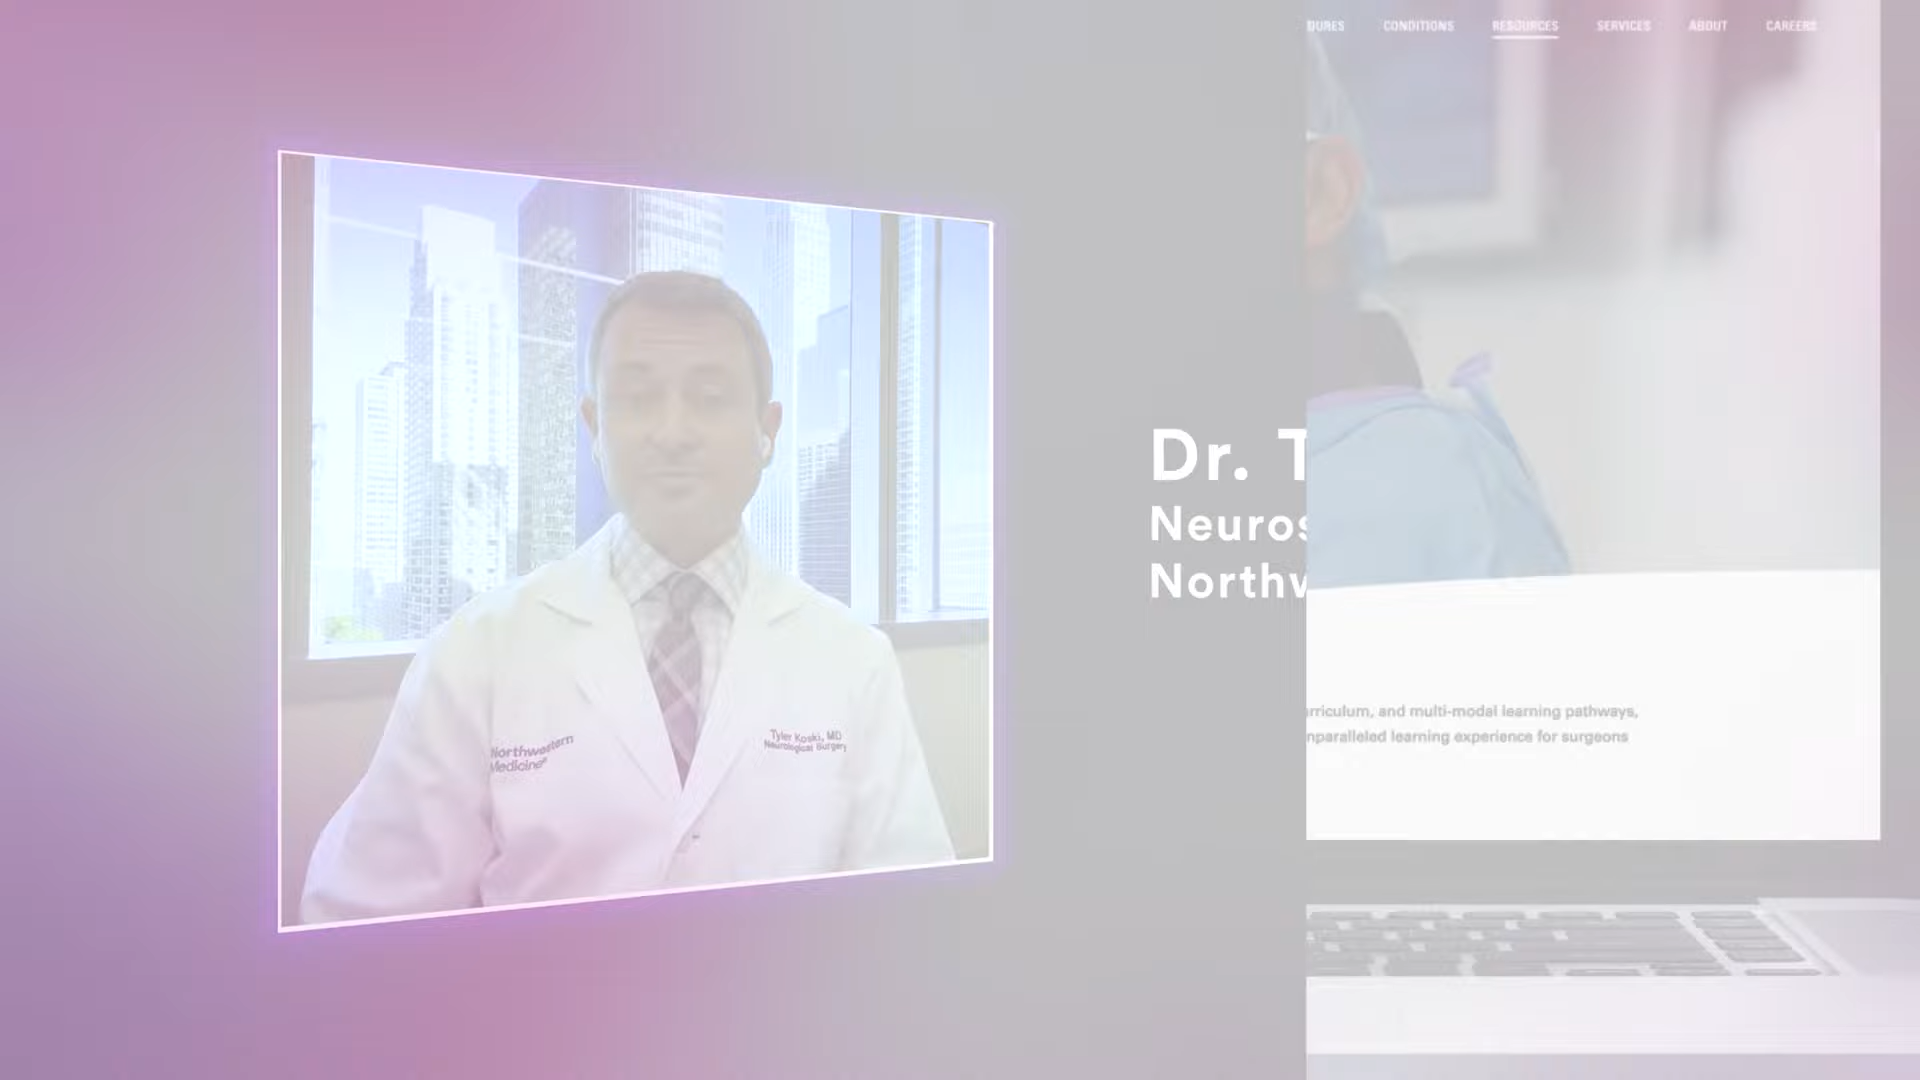 DURES CONDITIONS RESOURCES SERVICES ABOUT CAREERS
Dr. T
Neuros
Northw
rriculum, and multi-modal learning pathways,
nparalleled learning experience for surgeons
Northwestern
Medicine®
Tyler Koski, MD
Neurological Surgery